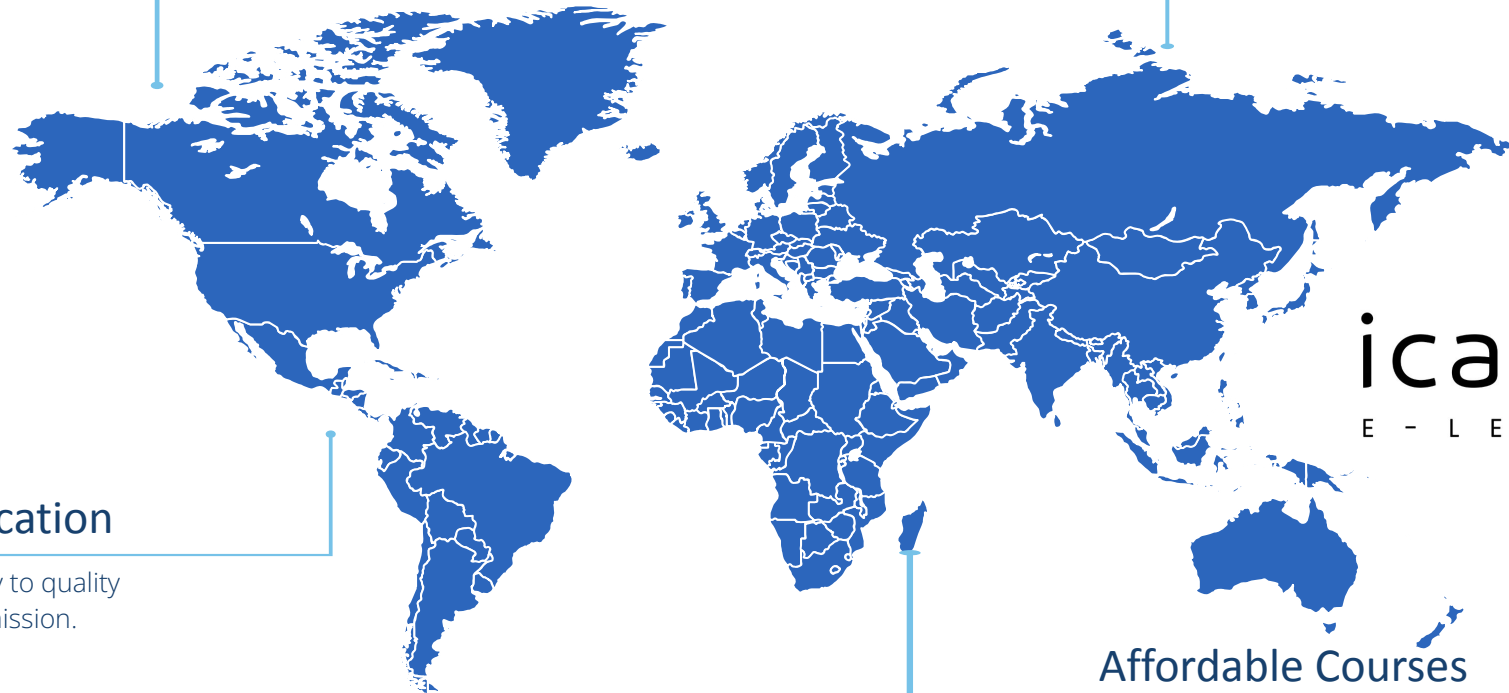 ica
E - L E
cation
y to quality
ission.
Affordable Courses